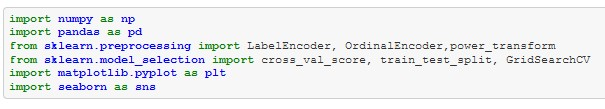 import numpy as np
import pandas as pd
from sklearn.preprocessing import LabelEncoder, OrdinalEncoder,power_transform
from sklearn.model_selection import cross_val_score, train_test_split, GridSearchCV
import matplotlib.pyplot as plt
import seaborn as sns